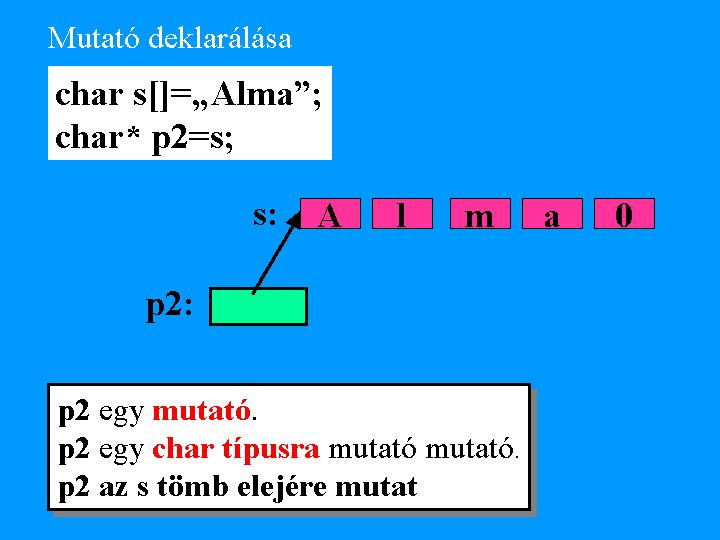 Mutató deklarálása
char s[]=„Alma”;
char* p2=s;
s: A l m a 0
p2:
p2 egy mutató.
p2 egy char típusra mutató mutató.
p2 az s tömb elejére mutat